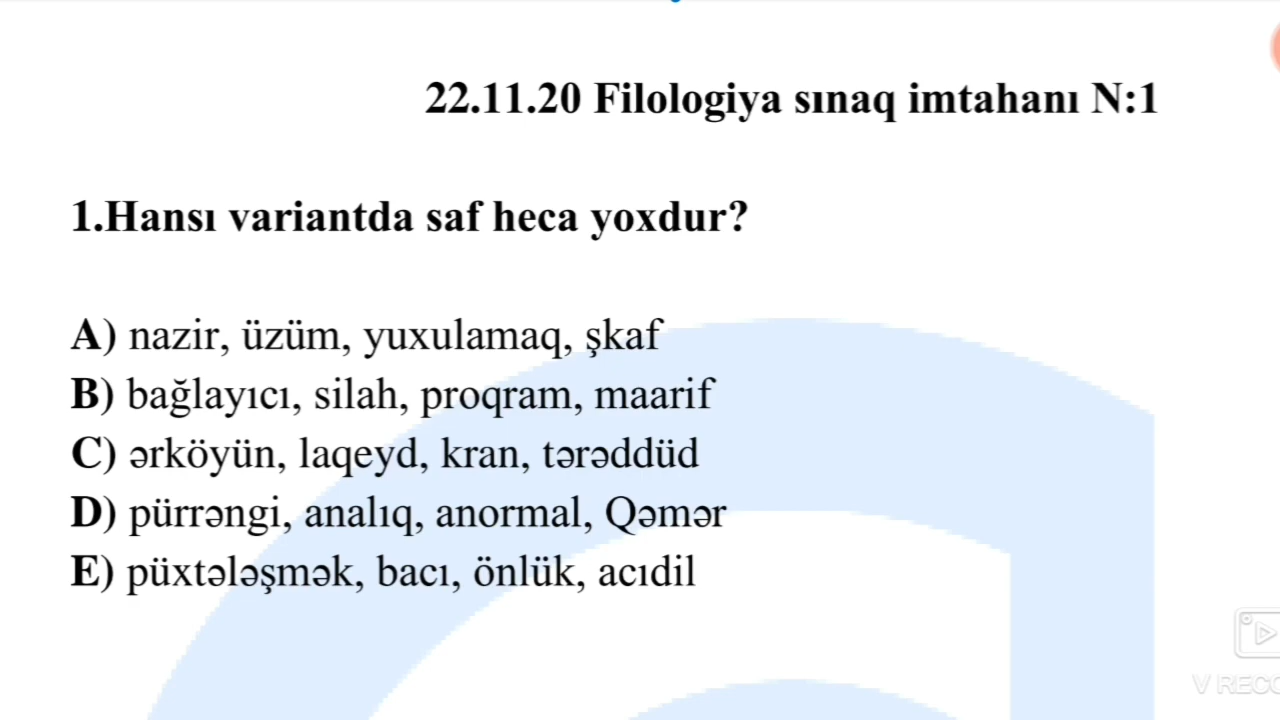 22.11.20 Filologiya sınaq imtahanı N:1
1.Hansı variantda saf heca yoxdur?
A) nazir, üzüm, yuxulamaq, şkaf
B) bağlayıcı, silah, proqram, maarif
C) ərköyün, laqeyd, kran, tərəddüd
D) pürrəngi, analıq, anormal, Qəmər
E) püxtələşmək, bacı, önlük, acıdil